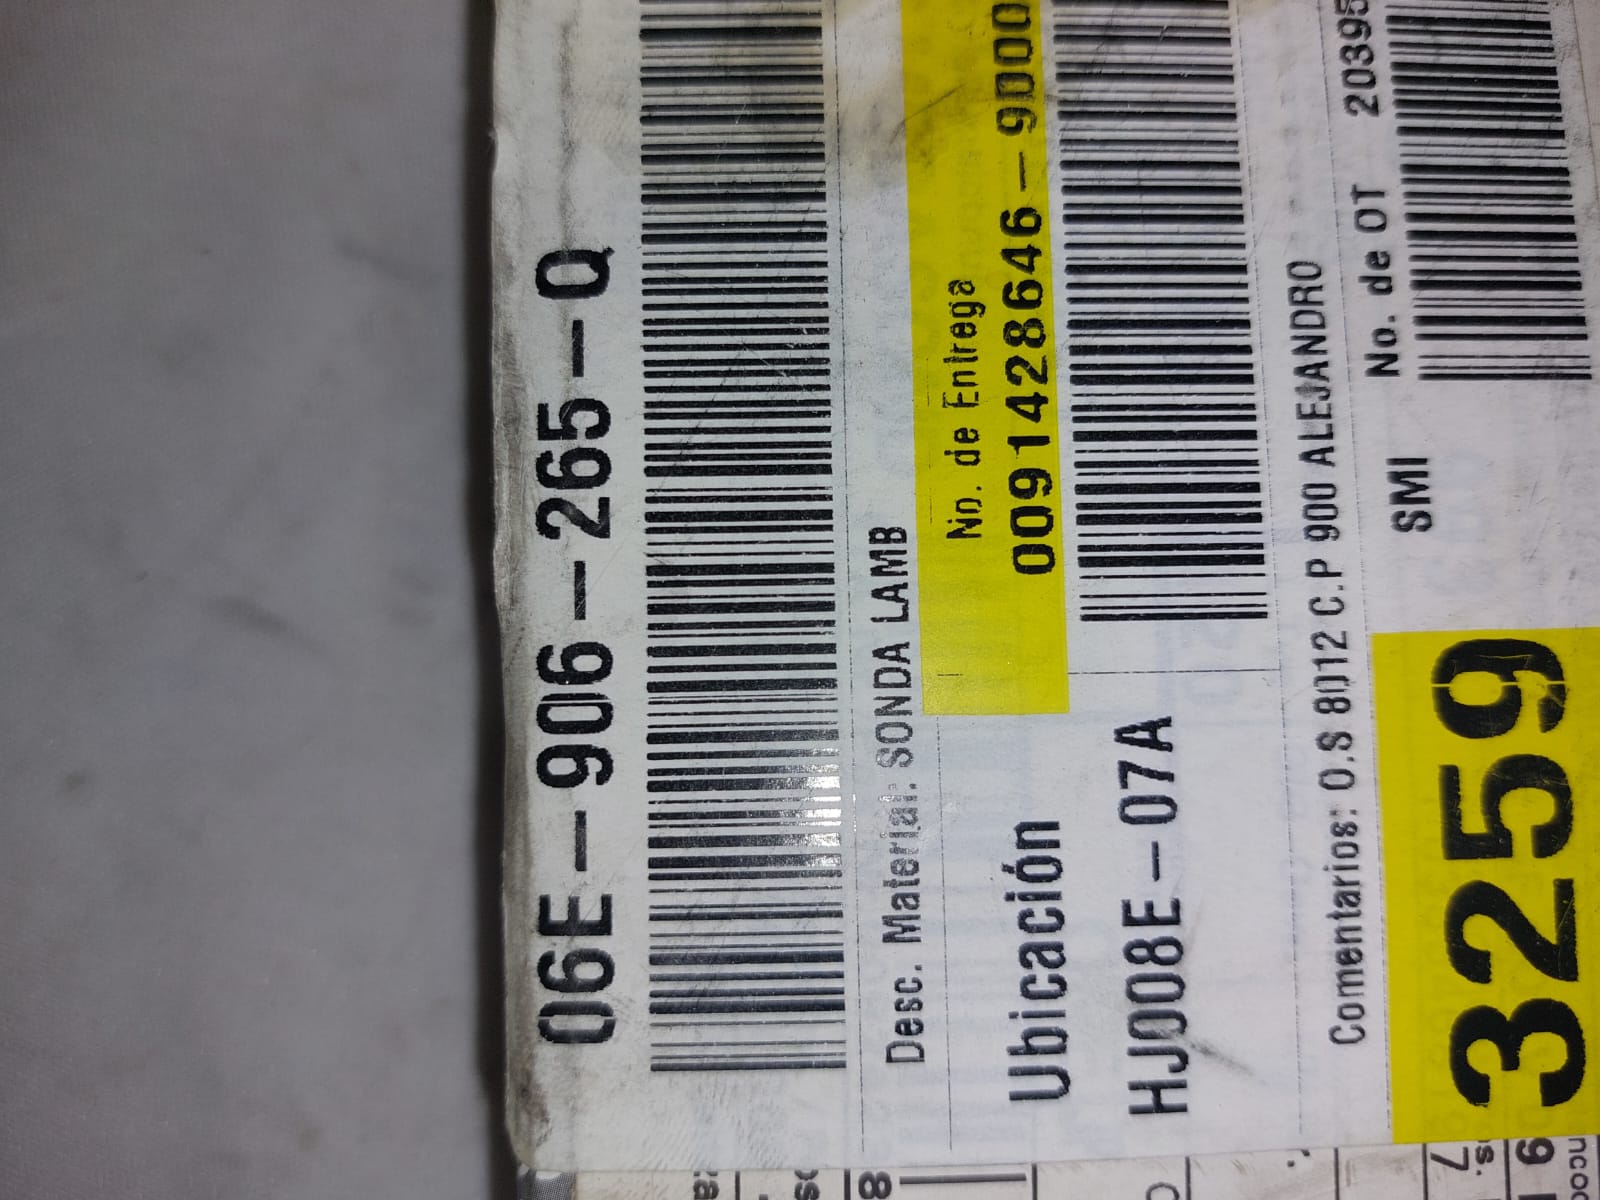 06E-906-265-Q
Desc. Material: SONDA LAMB
No. de Entrega
0091428646-9000
Ubicación
HJ008E-07A
Comentarios: O.S 8012 C.P 900 ALEJANDRO
No. de OT 20395
SMI
3259